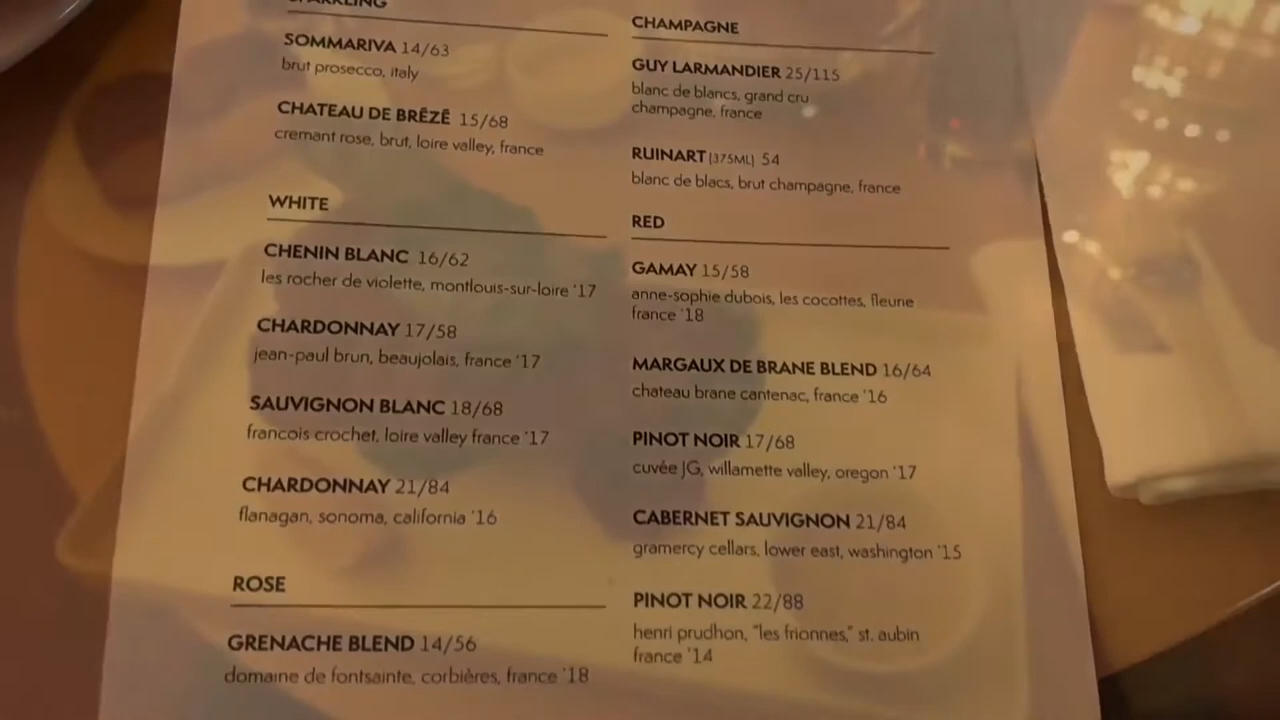 SPARKLING
SOMMARIVA 14/63
brut prosecco, italy
CHATEAU DE BRÉZÉ 15/68
cremant rose, brut, loire valley, france
WHITE
CHENIN BLANC 16/62
les rocher de violette, montlouis-sur-loire '17
CHARDONNAY 17/58
jean-paul brun, beaujolais, france '17
SAUVIGNON BLANC 18/68
francois crochet, loire valley france '17
CHARDONNAY 21/84
flanagan, sonoma, california '16
ROSE
GRENACHE BLEND 14/56
domaine de fontsainte, corbières, france '18
CHAMPAGNE
GUY LARMANDIER 25/115
blanc de blancs, grand cru
champagne, france
RUINART (375ML) 54
blanc de blacs, brut champagne, france
RED
GAMAY 15/58
anne-sophie dubois, les cocottes, fleurie
france '18
MARGAUX DE BRANE BLEND 16/64
chateau brane cantenac, france '16
PINOT NOIR 17/68
cuvée JG, willamette valley, oregon '17
CABERNET SAUVIGNON 21/84
gramercy cellars, lower east, washington '15
PINOT NOIR 22/88
henri prudhon, "les frionnes," st. aubin
france '14